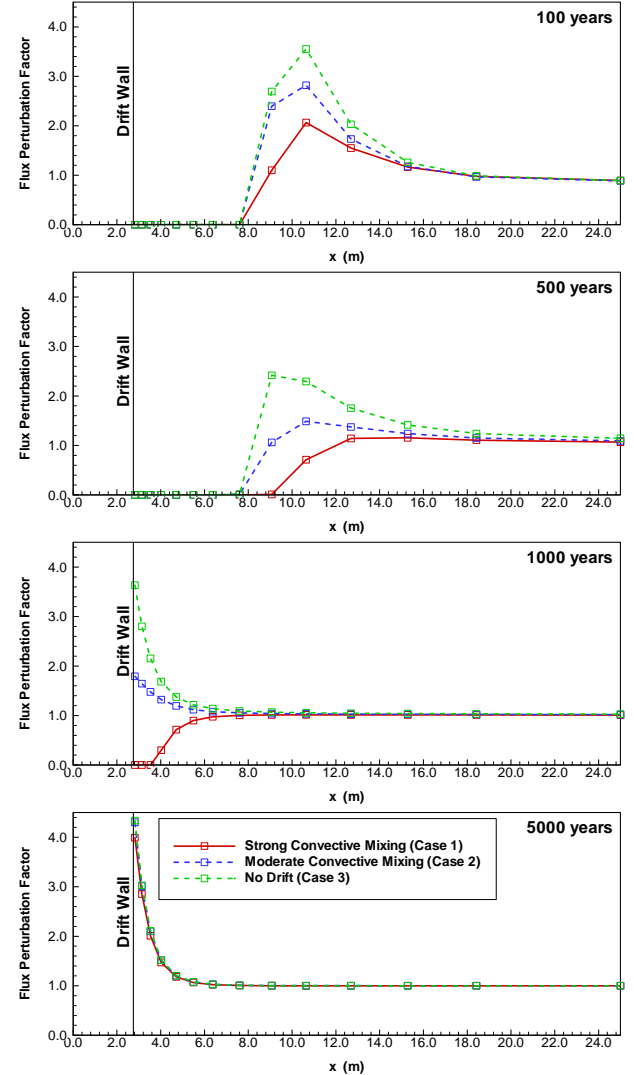 100 years
Flux Perturbation Factor
Drift Wall
4.0
3.0
2.0
1.0
0.0
0.0 2.0 4.0 6.0 8.0 10.0 12.0 14.0 16.0 18.0 20.0 22.0 24.0
x (m)
500 years
Flux Perturbation Factor
Drift Wall
4.0
3.0
2.0
1.0
0.0
0.0 2.0 4.0 6.0 8.0 10.0 12.0 14.0 16.0 18.0 20.0 22.0 24.0
x (m)
1000 years
Flux Perturbation Factor
Drift Wall
4.0
3.0
2.0
1.0
0.0
0.0 2.0 4.0 6.0 8.0 10.0 12.0 14.0 16.0 18.0 20.0 22.0 24.0
x (m)
5000 years
Flux Perturbation Factor
Drift Wall
Strong Convective Mixing (Case 1)
Moderate Convective Mixing (Case 2)
No Drift (Case 3)
4.0
3.0
2.0
1.0
0.0
0.0 2.0 4.0 6.0 8.0 10.0 12.0 14.0 16.0 18.0 20.0 22.0 24.0
x (m)